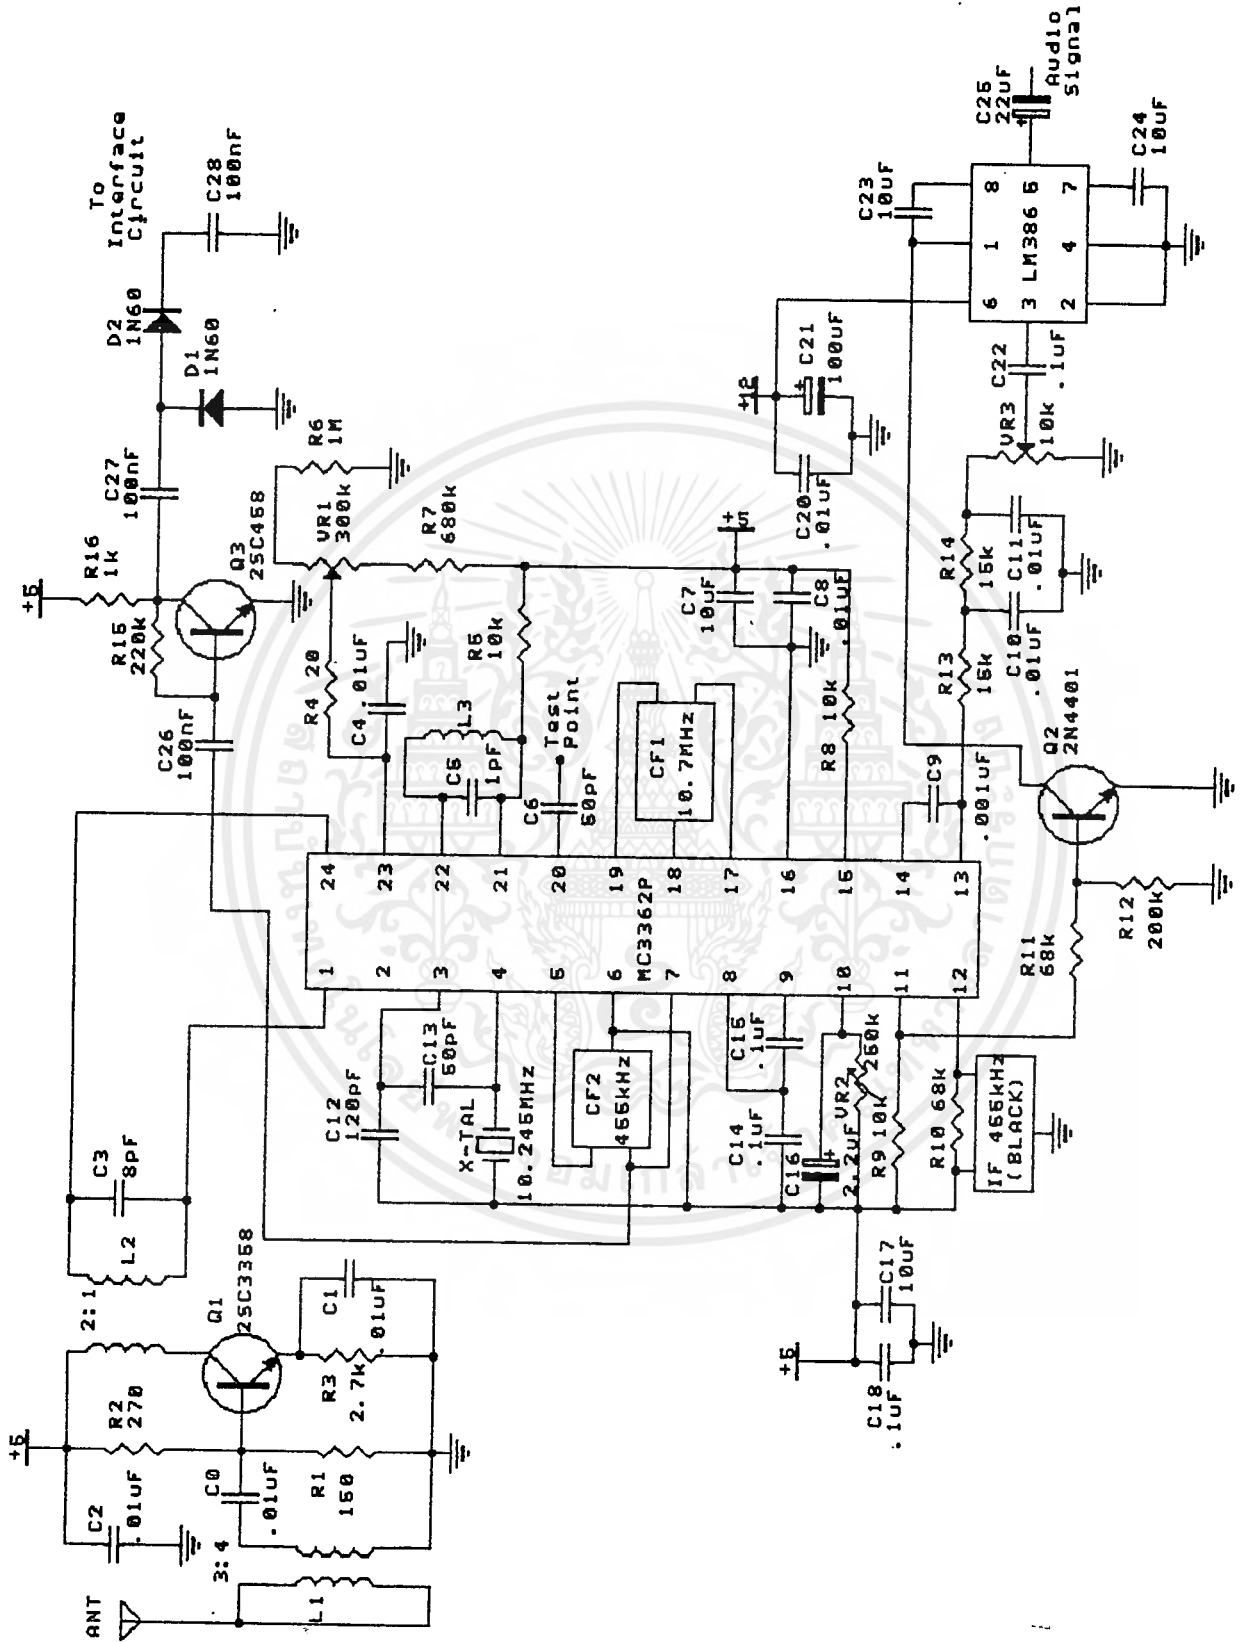 ANT
L1
3:4
C2
.01uF
+5
C0
.01uF
R1
150
R2
270
Q1
2SC3358
R3
2.7k
C1
.01uF
2:1
L2
C3
8pF
To
Interface
Circuit
C28
100nF
D2
1N60
D1
1N60
C27
100nF
+5
R16
1k
R15
220k
Q3
2SC458
C26
100nF
R6
1M
VR1
300k
R7
680k
R4 20
C4 .01uF
L3
C5
1pF
R5
10k
C6
50pF
Test
Point
CF1
10.7MHz
C7
10uF
+5
C8
.01uF
R8 10k
C9
.001uF
24
23
22
21
20
19
18
17
16
15
14
13
MC3362P
1
2
3
4
5
6
7
8
9
10
11
12
C12
120pF
C13
50pF
X-TAL
10.245MHz
CF2
455kHz
C14
.1uF
C15
.1uF
C16
2.2uF
VR2
250k
R9 10k
R10 68k
IF 455kHz
(BLACK)
+5
C18
.1uF
C17
10uF
R11
68k
R12
200k
Q2
2N4401
R13
15k
C10
.01uF
R14
15k
C11
.01uF
VR3
10k
C22
.1uF
+12
C20
.01uF
C21
100uF
C23
10uF
6 1 8
3 LM386 5
2 4 7
C24
10uF
C25
22uF
Audio
Signal